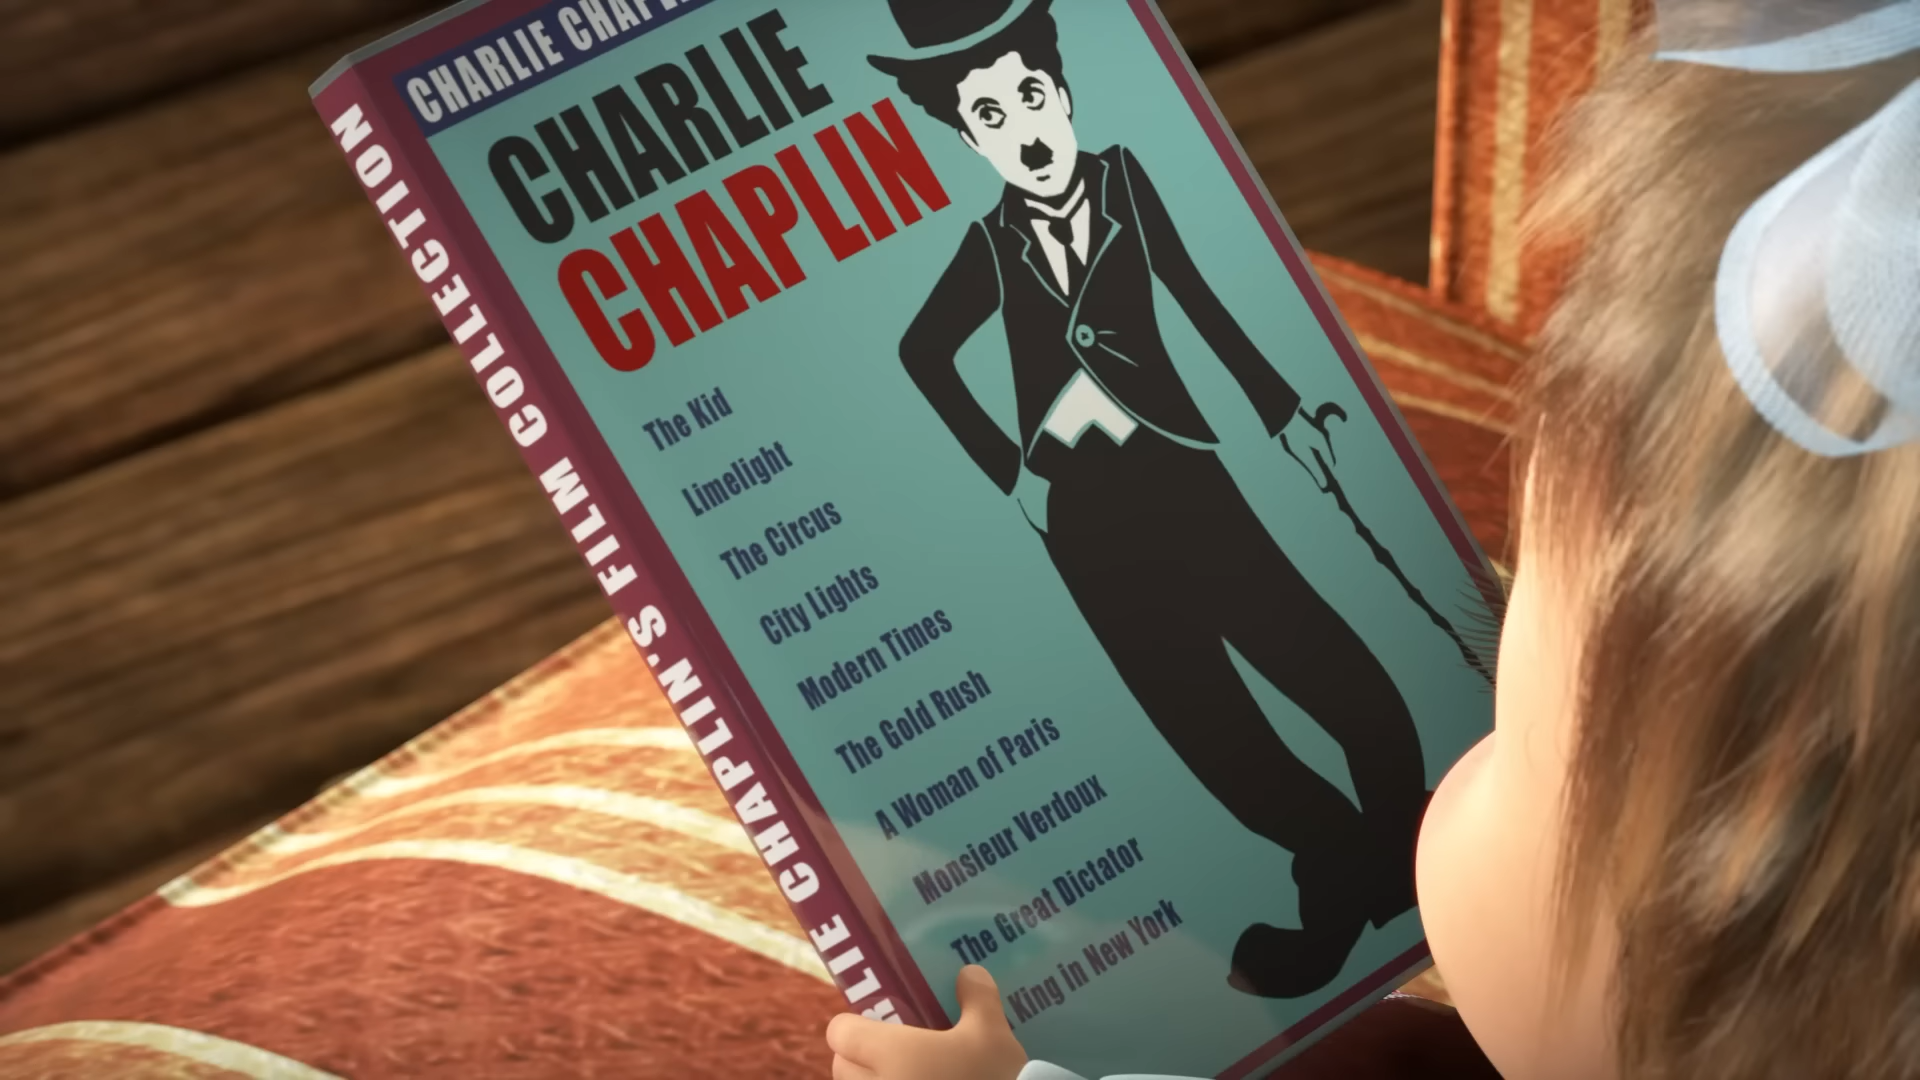 CHARLIE CHAPLIN
CHARLIE
CHAPLIN
The Kid
Limelight
The Circus
City Lights
Modern Times
The Gold Rush
A Woman of Paris
Monsieur Verdoux
The Great Dictator
King in New York
CHARLIE CHAPLIN'S FILM COLLECTION